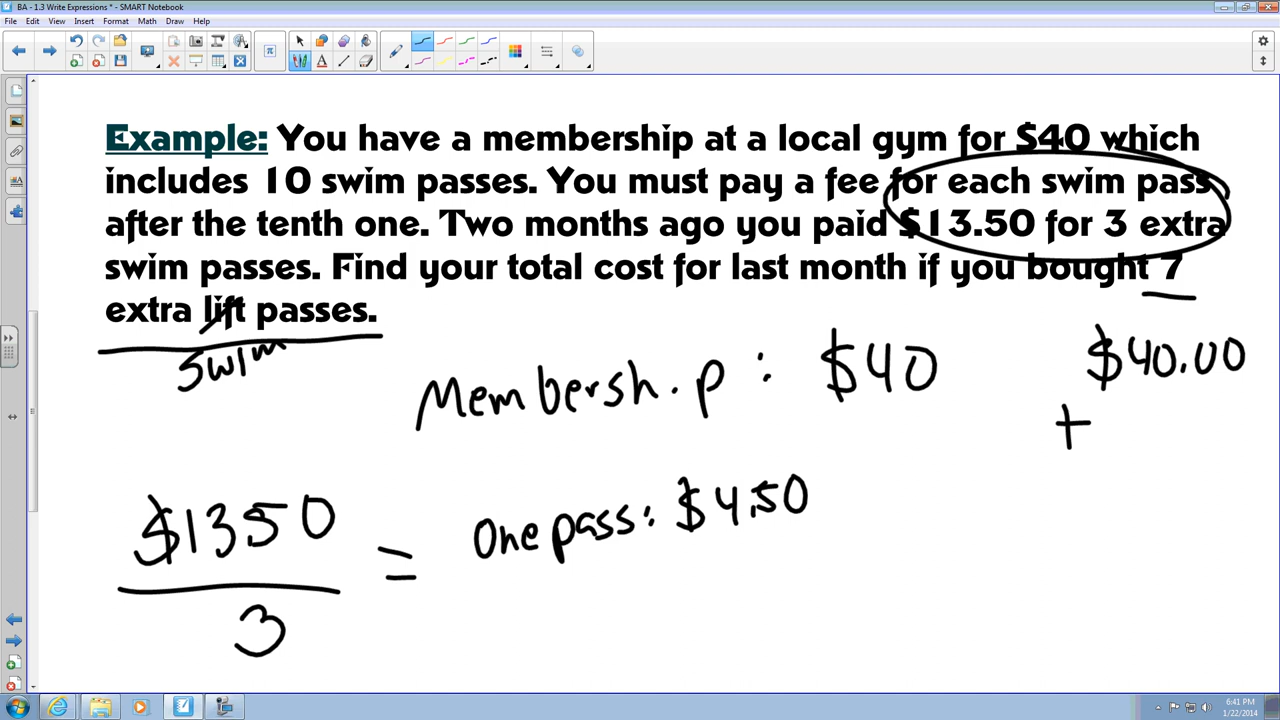 BA - 1.3 Write Expressions * - SMART Notebook
File Edit View Insert Format Math Draw Help
Example: You have a membership at a local gym for $40 which
includes 10 swim passes. You must pay a fee for each swim pass
after the tenth one. Two months ago you paid $13.50 for 3 extra
swim passes. Find your total cost for last month if you bought 7
extra lift passes.
swim
Membership : $40
$40.00
+
One pass: $4.50
$13.50
=
3
6:41 PM
1/22/2014